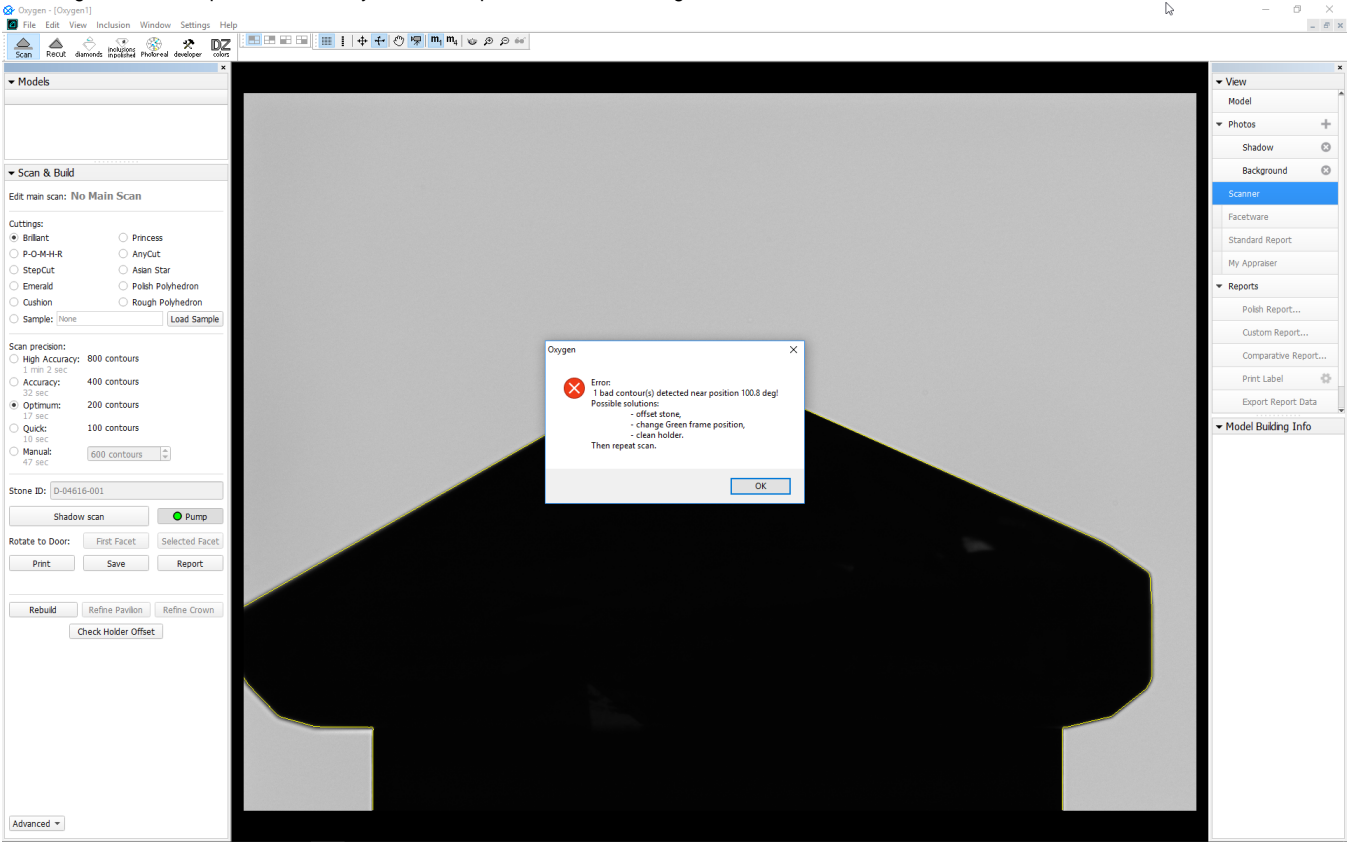 Oxygen - [Oxygen1]
File Edit View Inclusion Window Settings Help
Scan
Recut
diamonds
inclusions
inpolished
Photoreal
developer
DZ
colors
m1 m4
Models
Scan & Build
Edit main scan: No Main Scan
Cuttings:
Brilliant Princess
P-O-M-H-R AnyCut
StepCut Asian Star
Emerald Polish Polyhedron
Cushion Rough Polyhedron
Sample: None Load Sample
Scan precision:
High Accuracy: 800 contours
1 min 2 sec
Accuracy: 400 contours
32 sec
Optimum: 200 contours
17 sec
Quick: 100 contours
10 sec
Manual: 600 contours
47 sec
Stone ID: D-04616-001
Shadow scan Pump
Rotate to Door: First Facet Selected Facet
Print Save Report
Rebuild Refine Pavilion Refine Crown
Check Holder Offset
Advanced
Oxygen
Error:
1 bad contour(s) detected near position 100.8 deg!
Possible solutions:
- offset stone,
- change Green frame position,
- clean holder.
Then repeat scan.
OK
View
Model
Photos
Shadow
Background
Scanner
Facetware
Standard Report
My Appraiser
Reports
Polish Report...
Custom Report...
Comparative Report...
Print Label
Export Report Data
Model Building Info